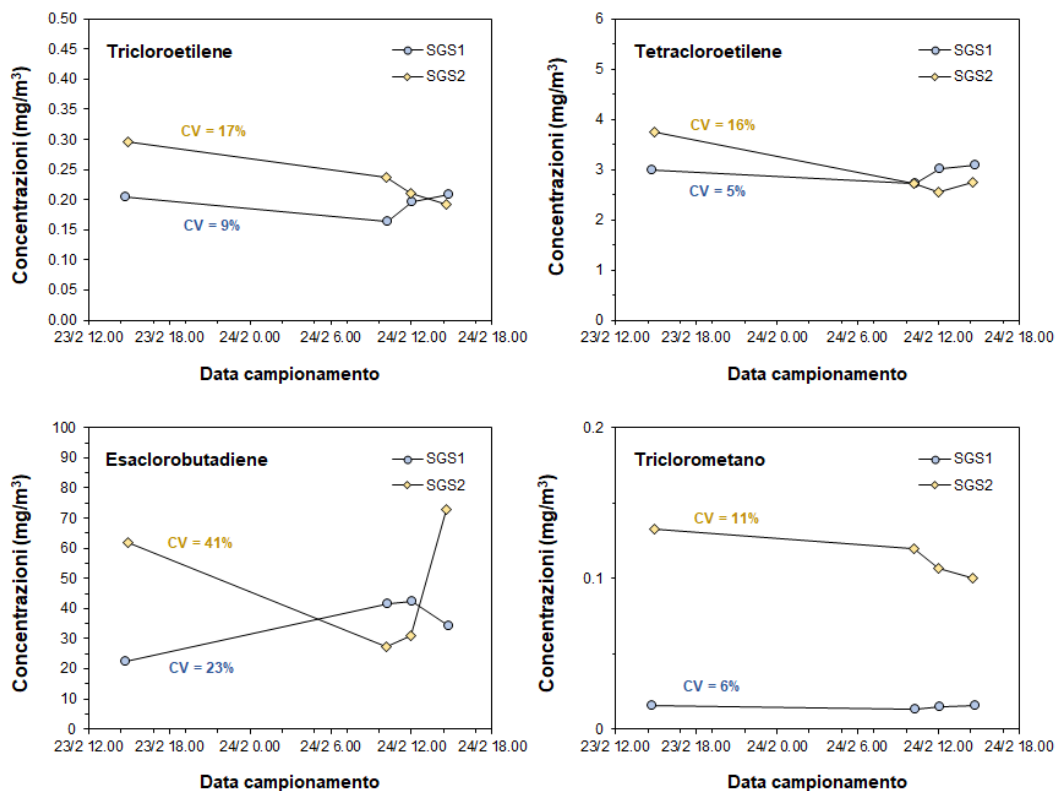 Tricloroetilene
SGS1
SGS2
CV = 17%
CV = 9%
Concentrazioni (mg/m³)
0.50
0.45
0.40
0.35
0.30
0.25
0.20
0.15
0.10
0.05
0.00
23/2 12.00 23/2 18.00 24/2 0.00 24/2 6.00 24/2 12.00 24/2 18.00
Data campionamento
Tetracloroetilene
SGS1
SGS2
CV = 16%
CV = 5%
Concentrazioni (mg/m³)
6
5
4
3
2
1
0
23/2 12.00 23/2 18.00 24/2 0.00 24/2 6.00 24/2 12.00 24/2 18.00
Data campionamento
Esaclorobutadiene
SGS1
SGS2
CV = 41%
CV = 23%
Concentrazioni (mg/m³)
100
90
80
70
60
50
40
30
20
10
0
23/2 12.00 23/2 18.00 24/2 0.00 24/2 6.00 24/2 12.00 24/2 18.00
Data campionamento
Triclorometano
SGS1
SGS2
CV = 11%
CV = 6%
Concentrazioni (mg/m³)
0.2
0.1
0
23/2 12.00 23/2 18.00 24/2 0.00 24/2 6.00 24/2 12.00 24/2 18.00
Data campionamento